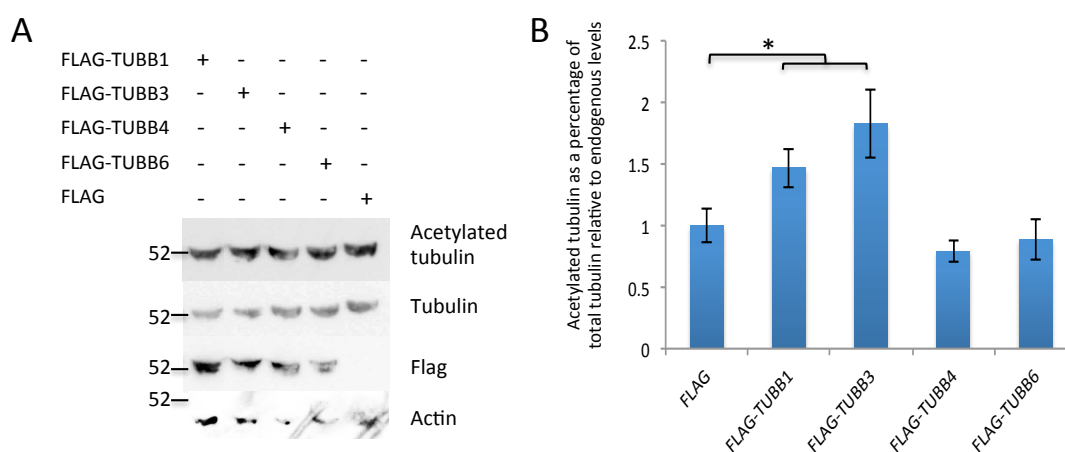 A
FLAG-TUBB1 + - - - -
FLAG-TUBB3 - + - - -
FLAG-TUBB4 - - + - -
FLAG-TUBB6 - - - + -
FLAG - - - - +
52 Acetylated
tubulin
52 Tubulin
52 Flag
52 Actin
B
Acetylated tubulin as a percentage of
total tubulin relative to endogenous levels
*
2.5
2
1.5
1
0.5
0
FLAG
FLAG-TUBB1
FLAG-TUBB3
FLAG-TUBB4
FLAG-TUBB6